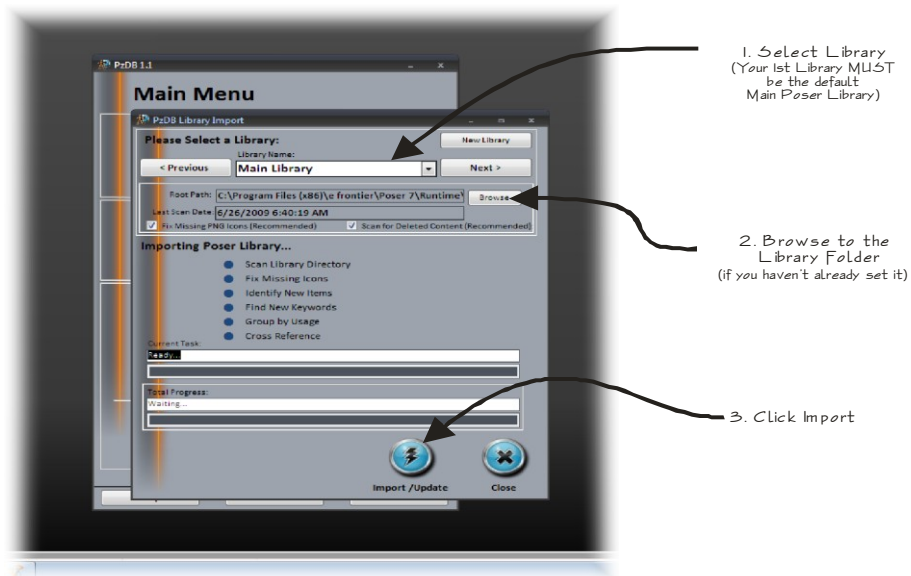 PzDB 1.1
Main Menu
PzDB Library Import
Please Select a Library:
New Library
Library Name:
< Previous
Main Library
Next >
Root Path:
C:\Program Files (x86)\e frontier\Poser 7\Runtime\
Browse
Last Scan Date:
6/26/2009 6:40:19 AM
Fix Missing PNG Icons (Recommended)
Scan for Deleted Content (Recommended)
Importing Poser Library...
Scan Library Directory
Fix Missing Icons
Identify New Items
Find New Keywords
Group by Usage
Cross Reference
Current Task:
Ready...
Total Progress:
Waiting...
Import /Update
Close
1. Select Library
(Your 1st Library MUST
be the default
Main Poser Library)
2. Browse to the
Library Folder
(if you haven't already set it)
3. Click Import